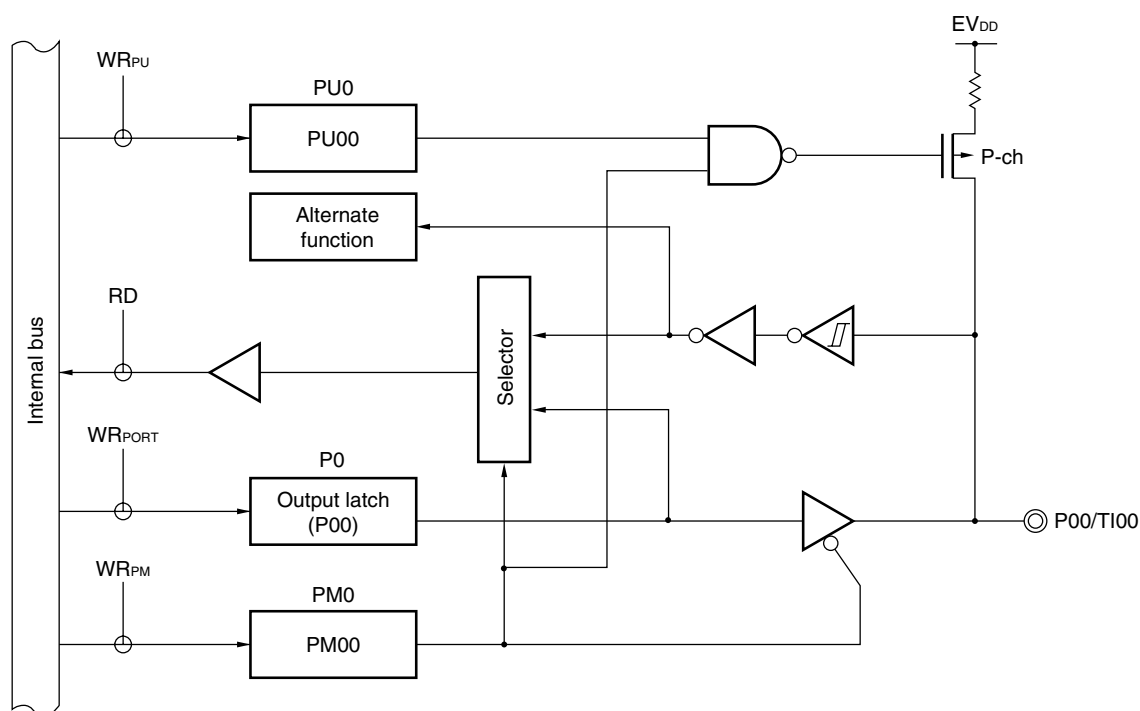 EVDD
WRPU
PU0
PU00
P-ch
Alternate
function
RD
Selector
Internal bus
WRPORT
P0
Output latch
(P00)
P00/TI00
WRPM
PM0
PM00